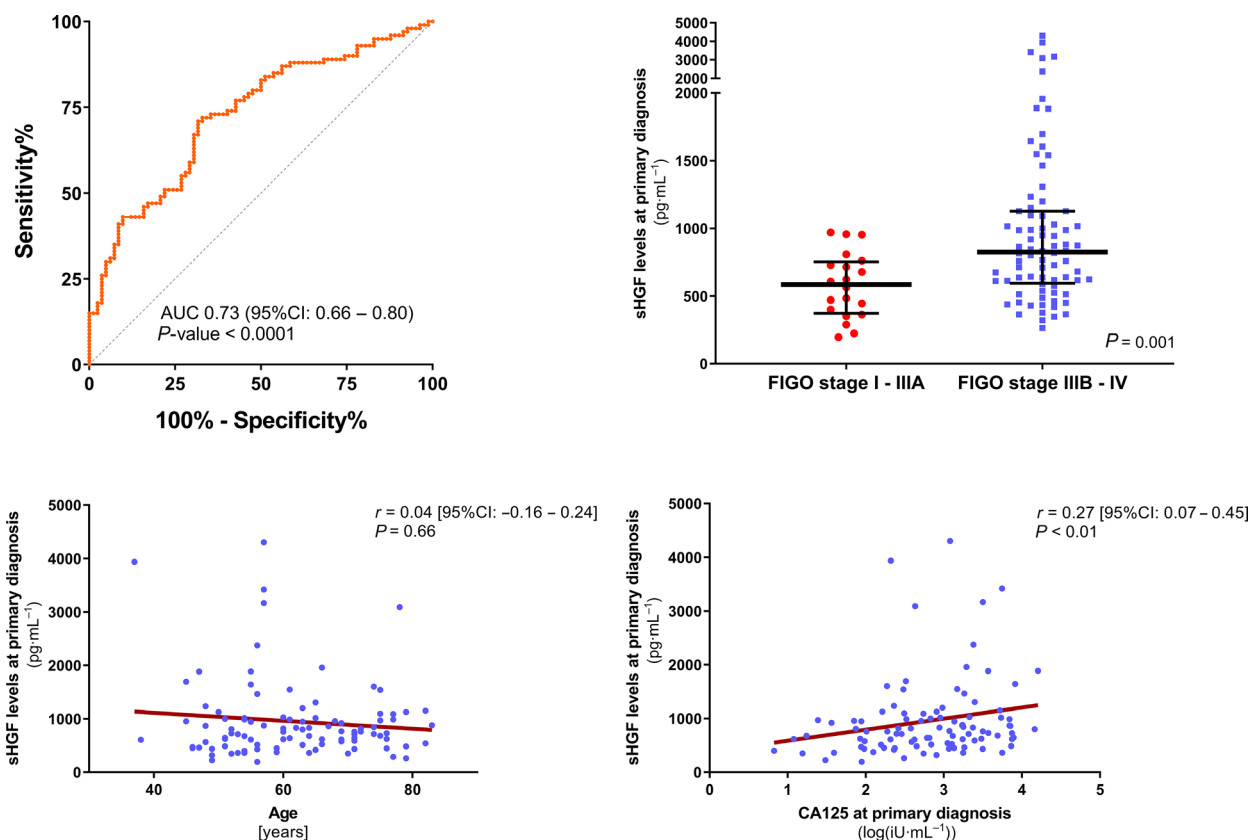 100
75
50
25
0
Sensitivity%
AUC 0.73 (95%CI: 0.66 – 0.80)
P-value < 0.0001
0
25
50
75
100
100% - Specificity%
5000
4000
3000
2000
2000
1500
1000
500
0
sHGF levels at primary diagnosis
(pg·mL⁻¹)
P = 0.001
FIGO stage I - IIIA
FIGO stage IIIB - IV
5000
4000
3000
2000
1000
0
sHGF levels at primary diagnosis
(pg·mL⁻¹)
r = 0.04 [95%CI: −0.16 – 0.24]
P = 0.66
40
60
80
Age
[years]
5000
4000
3000
2000
1000
0
sHGF levels at primary diagnosis
(pg·mL⁻¹)
r = 0.27 [95%CI: 0.07 – 0.45]
P < 0.01
0
1
2
3
4
5
CA125 at primary diagnosis
(log(iU·mL⁻¹))